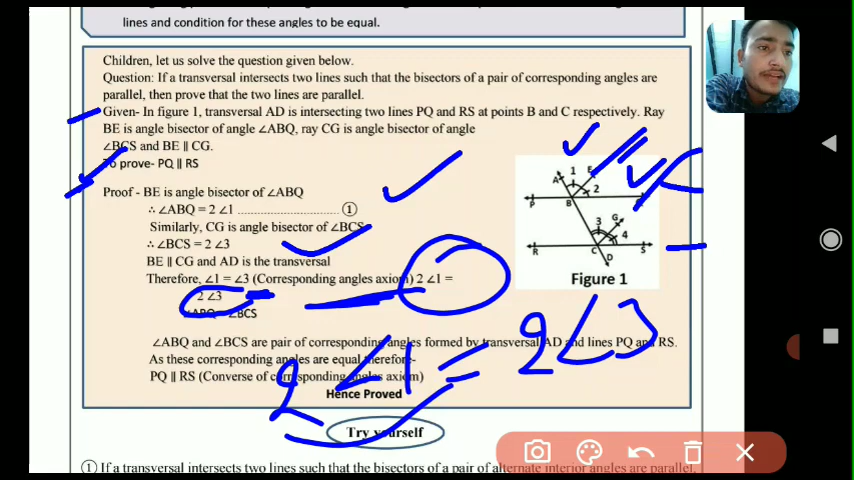 lines and condition for these angles to be equal.
Children, let us solve the question given below.
Question: If a transversal intersects two lines such that the bisectors of a pair of corresponding angles are
parallel, then prove that the two lines are parallel.
Given- In figure 1, transversal AD is intersecting two lines PQ and RS at points B and C respectively. Ray
BE is angle bisector of angle ∠ABQ, ray CG is angle bisector of angle
∠BCS and BE ∥ CG.
To prove- PQ ∥ RS
Proof - BE is angle bisector of ∠ABQ
∴ ∠ABQ = 2 ∠1 .................................... ①
Similarly, CG is angle bisector of ∠BCS
∴ ∠BCS = 2 ∠3
BE ∥ CG and AD is the transversal
Therefore, ∠1 = ∠3 (Corresponding angles axiom) 2 ∠1 =
2 ∠3
∠ABQ = ∠BCS
A 1 E
2
P B
3 G
4
R C S
D
Figure 1
∠ABQ and ∠BCS are pair of corresponding angles formed by transversal AD and lines PQ and RS.
As these corresponding angles are equal therefore-
PQ ∥ RS (Converse of corresponding angles axiom)
Hence Proved
2 ∠1 = 2∠3
Try yourself
① If a transversal intersects two lines such that the bisectors of a pair of alternate interior angles are parallel,